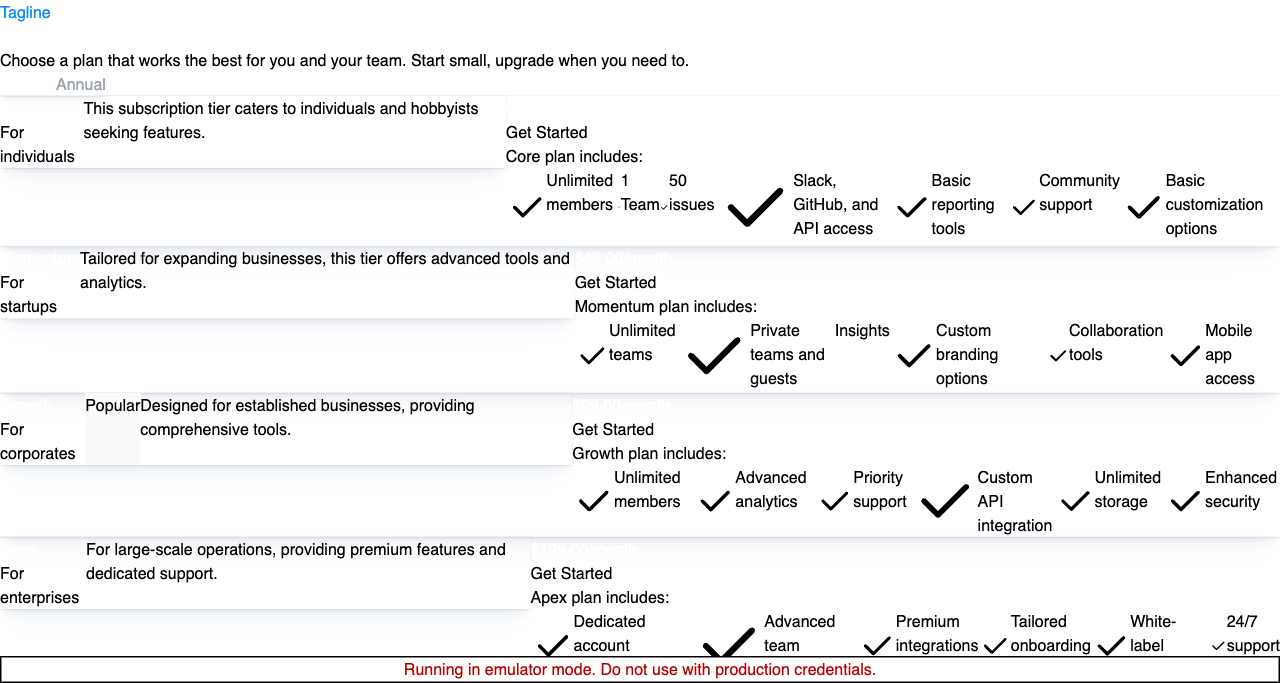 Tagline
Choose a plan that works the best for you and your team. Start small, upgrade when you need to.
Annual
For
individuals
This subscription tier caters to individuals and hobbyists
seeking features.
Get Started
Core plan includes:
Unlimited
members
1
Team
50
issues
Slack,
GitHub, and
API access
Basic
reporting
tools
Community
support
Basic
customization
options
For
startups
Tailored for expanding businesses, this tier offers advanced tools and
analytics.
Get Started
Momentum plan includes:
Unlimited
teams
Private
teams and
guests
Insights
Custom
branding
options
Collaboration
tools
Mobile
app
access
For
corporates
Popular
Designed for established businesses, providing
comprehensive tools.
Get Started
Growth plan includes:
Unlimited
members
Advanced
analytics
Priority
support
Custom
API
integration
Unlimited
storage
Enhanced
security
For
enterprises
For large-scale operations, providing premium features and
dedicated support.
Get Started
Apex plan includes:
Dedicated
account
Advanced
team
Premium
integrations
Tailored
onboarding
White-
label
24/7
support
Running in emulator mode. Do not use with production credentials.